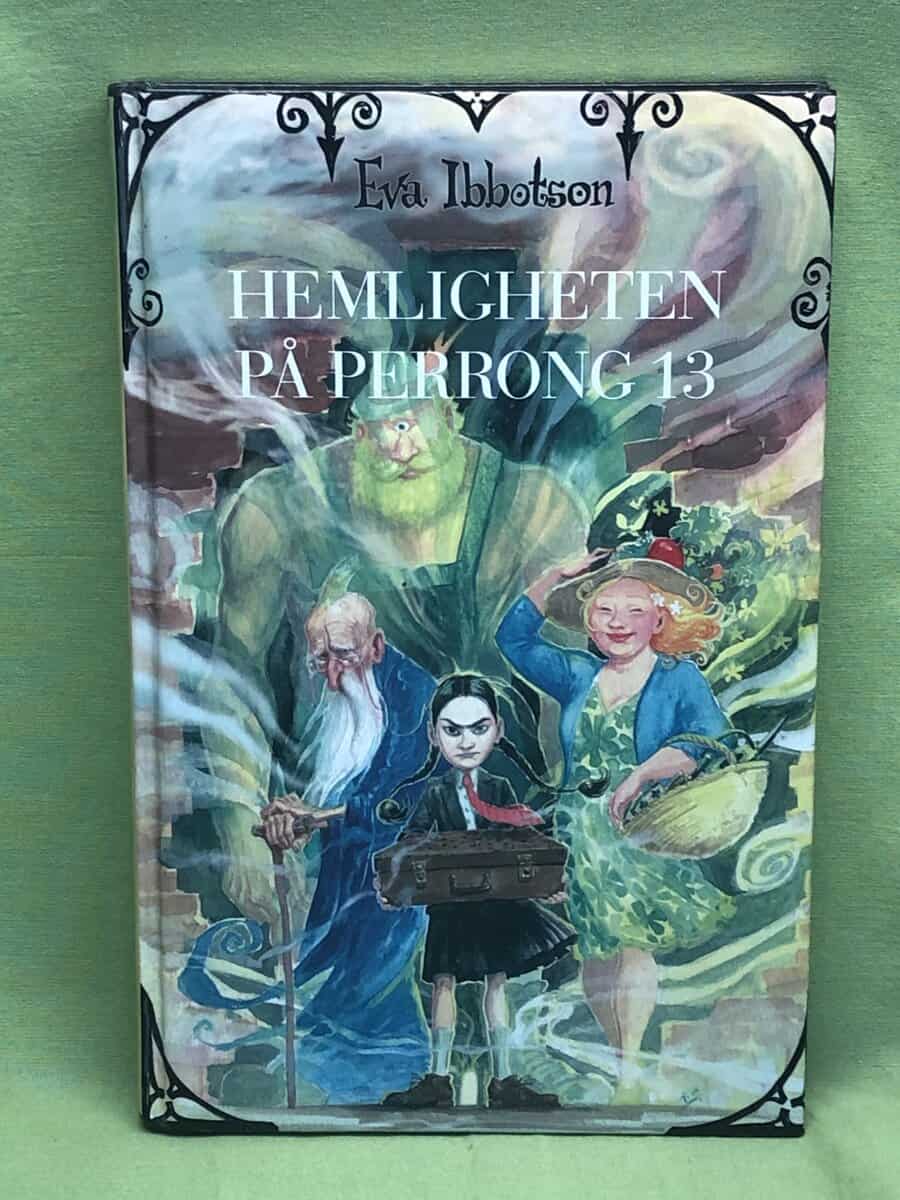 Eva Ibbotson
HEMLIGHETEN
PÅ PERRONG 13